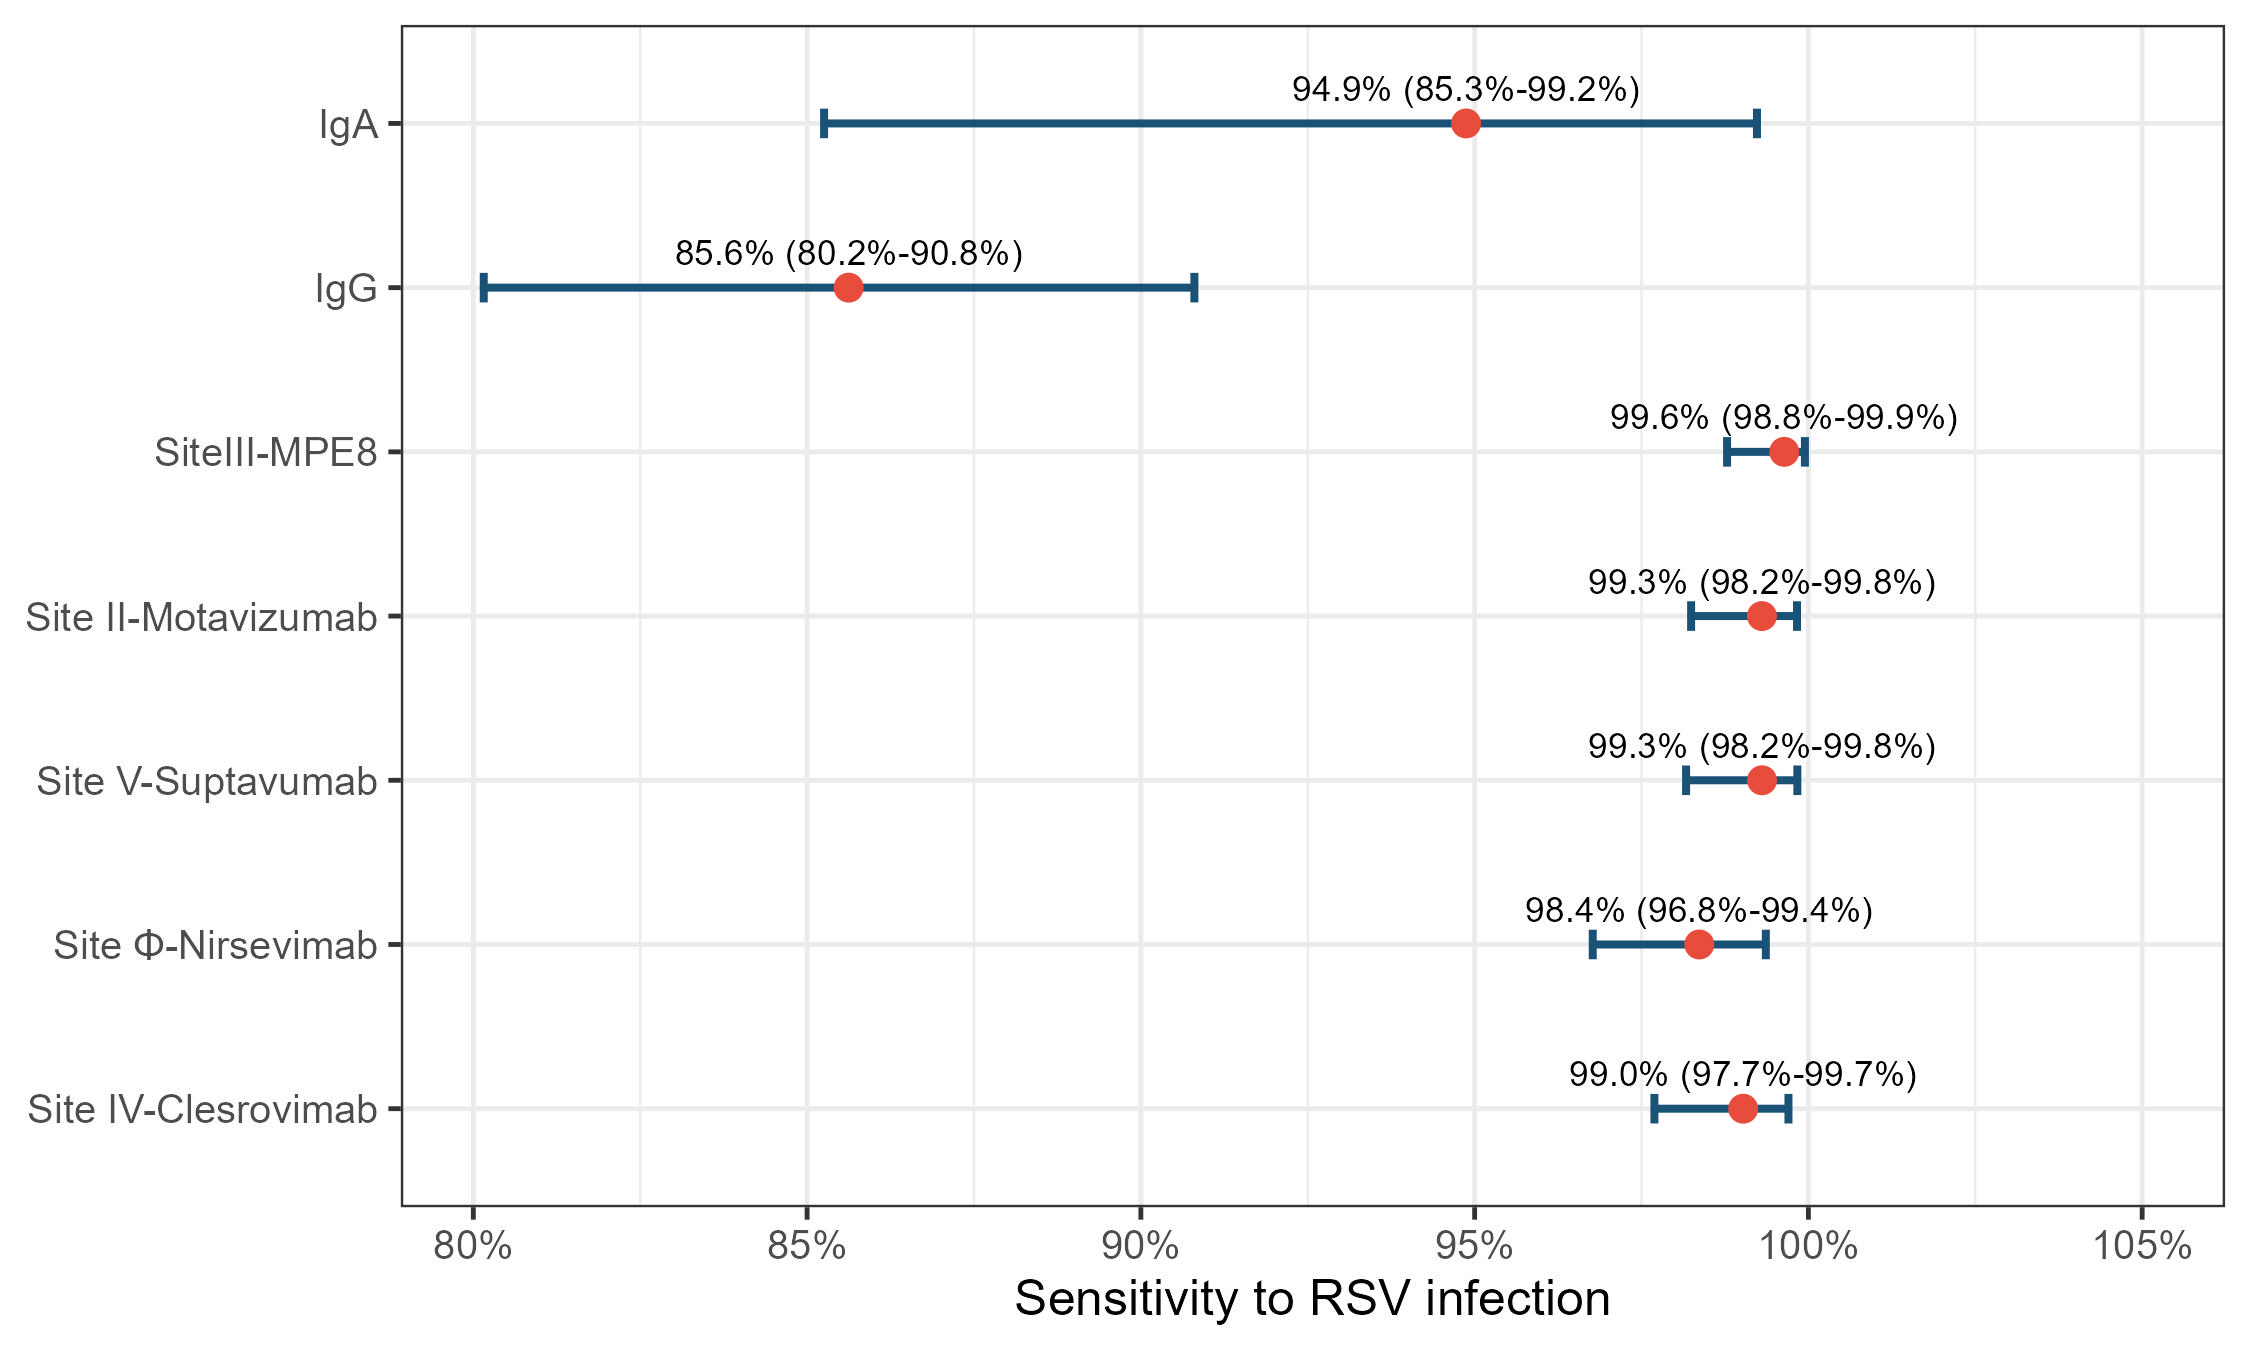 94.9% (85.3%-99.2%)
IgA
85.6% (80.2%-90.8%)
IgG
99.6% (98.8%-99.9%)
SiteIII-MPE8
99.3% (98.2%-99.8%)
Site II-Motavizumab
99.3% (98.2%-99.8%)
Site V-Suptavumab
98.4% (96.8%-99.4%)
Site Φ-Nirsevimab
99.0% (97.7%-99.7%)
Site IV-Clesrovimab
80% 85% 90% 95% 100% 105%
Sensitivity to RSV infection